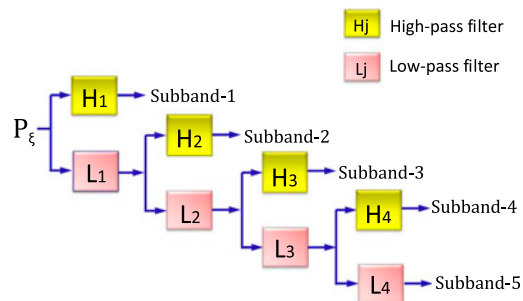 Hj High-pass filter
Lj Low-pass filter
H1 Subband-1
Pξ
H2 Subband-2
L1
H3 Subband-3
L2
H4 Subband-4
L3
L4 Subband-5